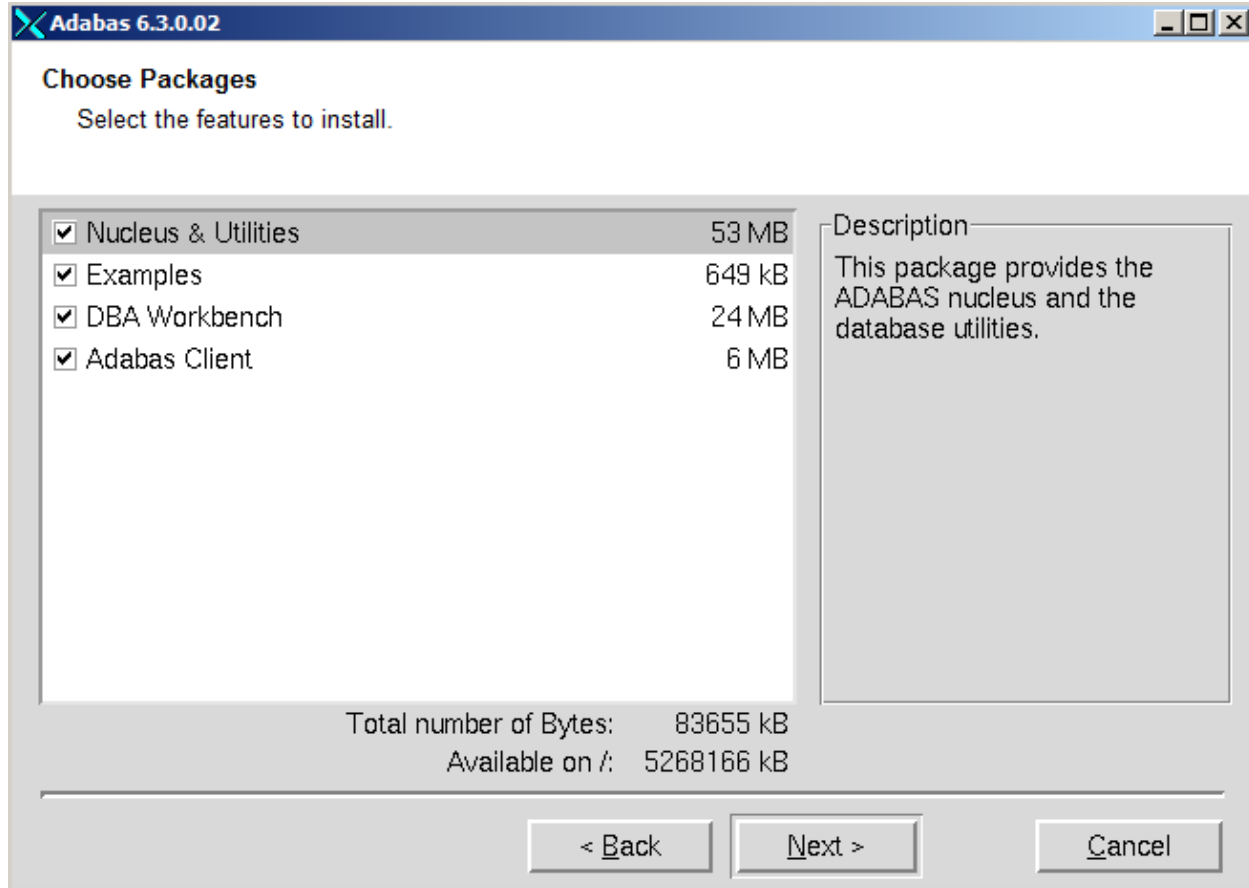 Adabas 6.3.0.02
Choose Packages
Select the features to install.
Nucleus & Utilities 53 MB
Examples 649 kB
DBA Workbench 24 MB
Adabas Client 6 MB
Description
This package provides the
ADABAS nucleus and the
database utilities.
Total number of Bytes: 83655 kB
Available on /: 5268166 kB
< Back
Next >
Cancel